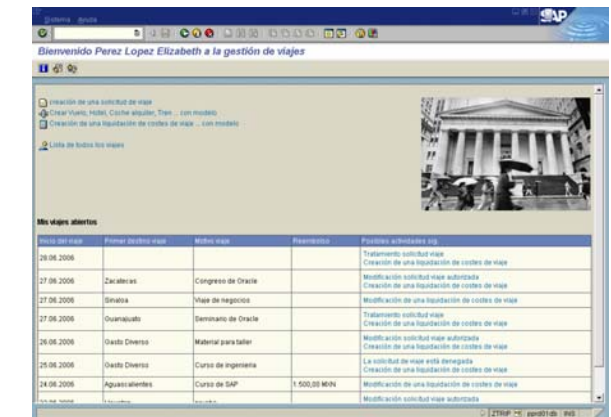 Sistema Ayuda
SAP
Bienvenido Perez Lopez Elizabeth a la gestión de viajes
creación de una solicitud de viaje
Crear Vuelo, Hotel, Coche alquiler, Tren ... con modelo
Creación de una liquidación de costes de viaje ... con modelo
Lista de todos los viajes
Mis viajes abiertos
Inicio del viaje Primer destino viaje Motivo viaje Reembolso Posibles actividades sig.
28.06.2006 Tratamiento solicitud viaje
Creación de una liquidación de costes de viaje
27.06.2006 Zacatecas Congreso de Oracle Modificación solicitud viaje autorizada
Creación de una liquidación de costes de viaje
27.06.2006 Sinaloa Viaje de negocios Modificación de una liquidación de costes de viaje
27.06.2006 Guanajuato Seminario de Oracle Tratamiento solicitud viaje
Creación de una liquidación de costes de viaje
26.06.2006 Gasto Diverso Material para taller Modificación solicitud viaje autorizada
Creación de una liquidación de costes de viaje
25.06.2006 Gasto Diverso Curso de ingenieria La solicitud de viaje está denegada
Creación de una liquidación de costes de viaje
24.06.2006 Aguascalientes Curso de SAP 1.500,00 MXN Modificación de una liquidación de costes de viaje
Modificación solicitud viaje autorizada
ZTRIP INS